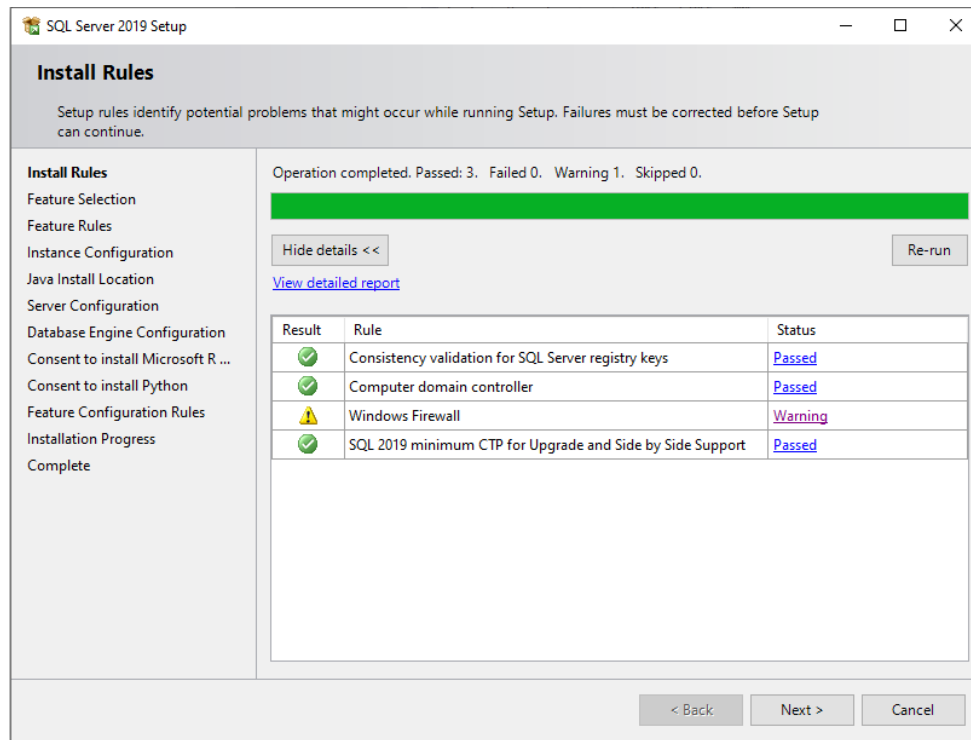 SQL Server 2019 Setup
Install Rules
Setup rules identify potential problems that might occur while running Setup. Failures must be corrected before Setup
can continue.
Install Rules
Feature Selection
Feature Rules
Instance Configuration
Java Install Location
Server Configuration
Database Engine Configuration
Consent to install Microsoft R ...
Consent to install Python
Feature Configuration Rules
Installation Progress
Complete
Operation completed. Passed: 3.   Failed 0.   Warning 1.   Skipped 0.
Hide details <<
Re-run
View detailed report
Result Rule Status
Consistency validation for SQL Server registry keys Passed
Computer domain controller Passed
Windows Firewall Warning
SQL 2019 minimum CTP for Upgrade and Side by Side Support Passed
< Back Next > Cancel